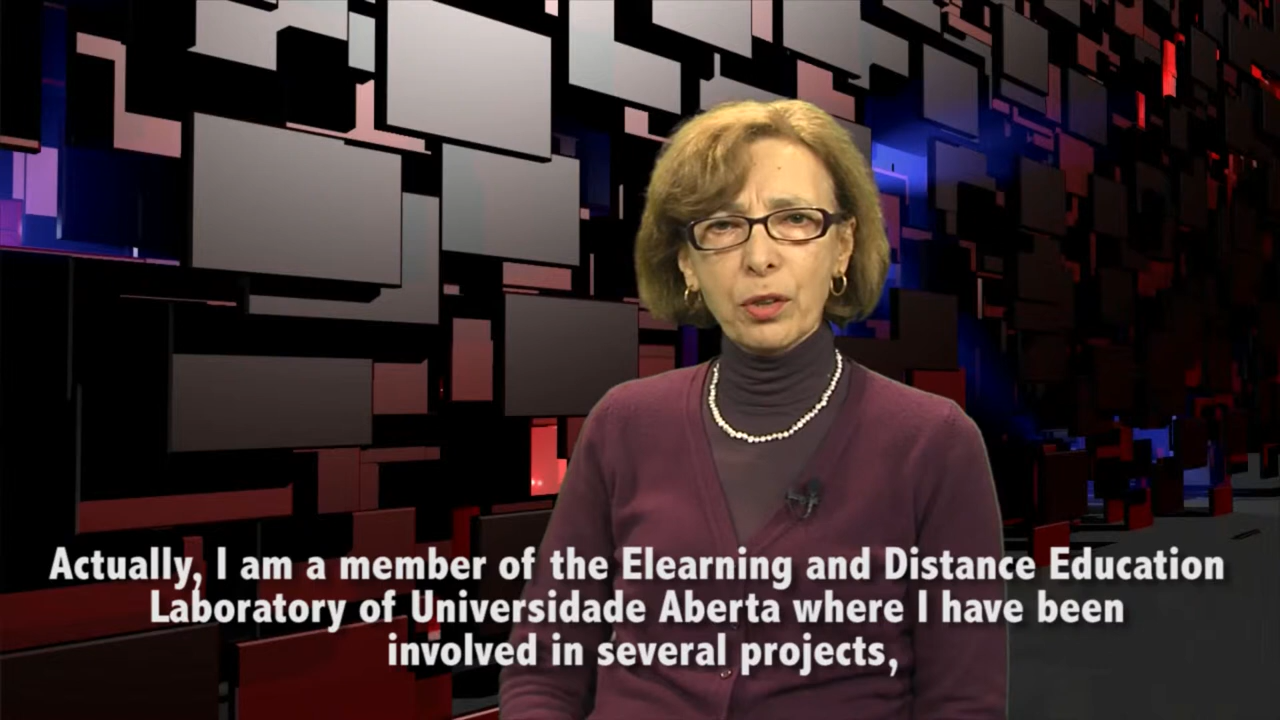 Actually, I am a member of the Elearning and Distance Education
Laboratory of Universidade Aberta where I have been
involved in several projects,